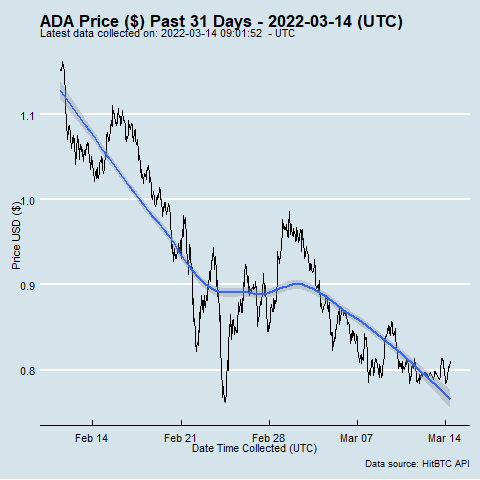 ADA Price ($) Past 31 Days - 2022-03-14 (UTC)
Latest data collected on: 2022-03-14 09:01:52 - UTC
1.1
1.0
0.9
0.8
Price USD ($)
Feb 14 Feb 21 Feb 28 Mar 07 Mar 14
Date Time Collected (UTC)
Data source: HitBTC API